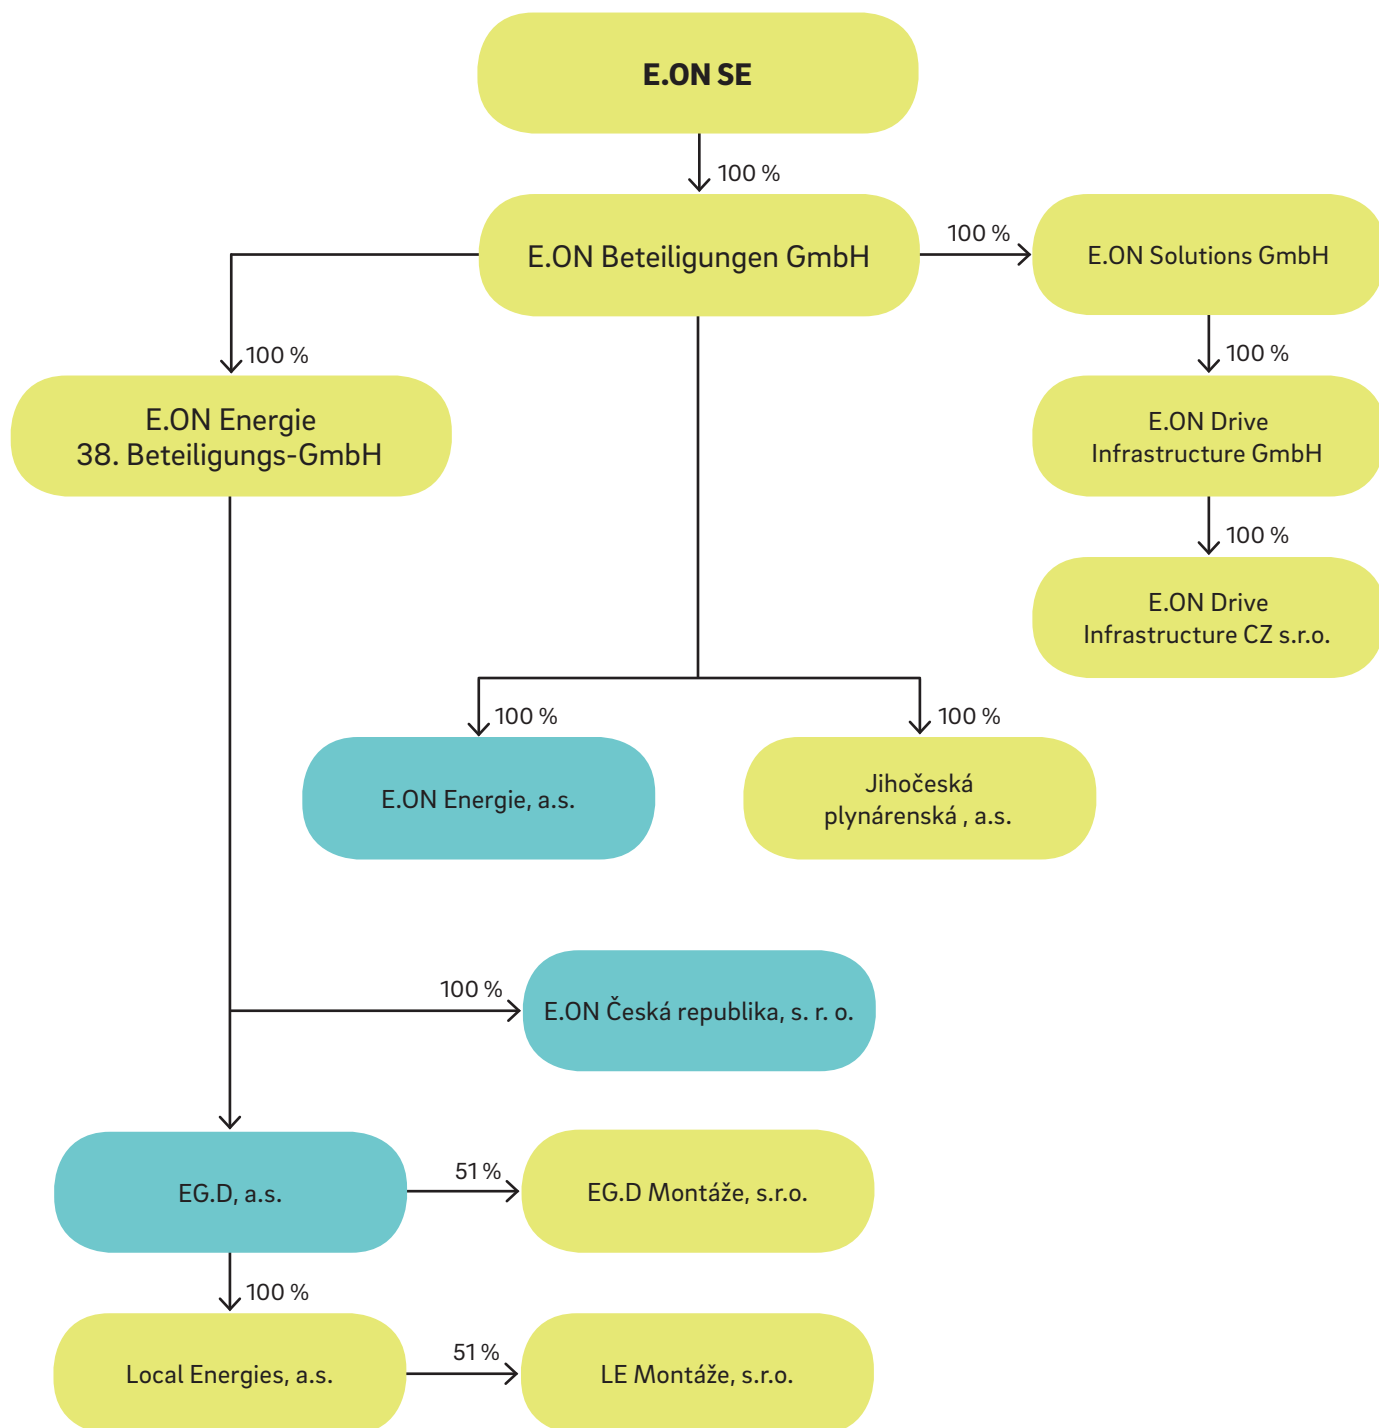 E.ON SE
100 %
E.ON Beteiligungen GmbH
100 %
E.ON Solutions GmbH
100 %
100 %
E.ON Energie
38. Beteiligungs-GmbH
E.ON Drive
Infrastructure GmbH
100 %
E.ON Drive
Infrastructure CZ s.r.o.
100 %
100 %
E.ON Energie, a.s.
Jihočeská
plynárenská , a.s.
100 %
E.ON Česká republika, s. r. o.
EG.D, a.s.
51 %
EG.D Montáže, s.r.o.
100 %
Local Energies, a.s.
51 %
LE Montáže, s.r.o.